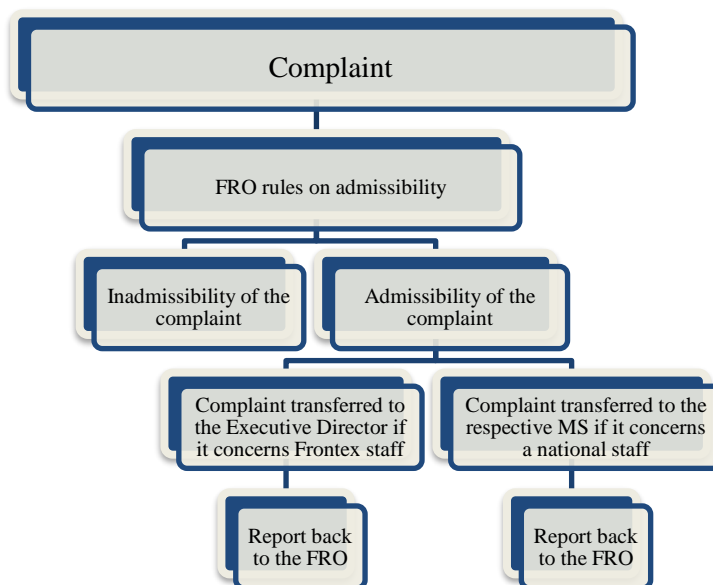 Complaint
FRO rules on admissibility
Inadmissibility of the
complaint
Admissibility of the
complaint
Complaint transferred to
the Executive Director if
it concerns Frontex staff
Complaint transferred to the
respective MS if it concerns
a national staff
Report back
to the FRO
Report back
to the FRO